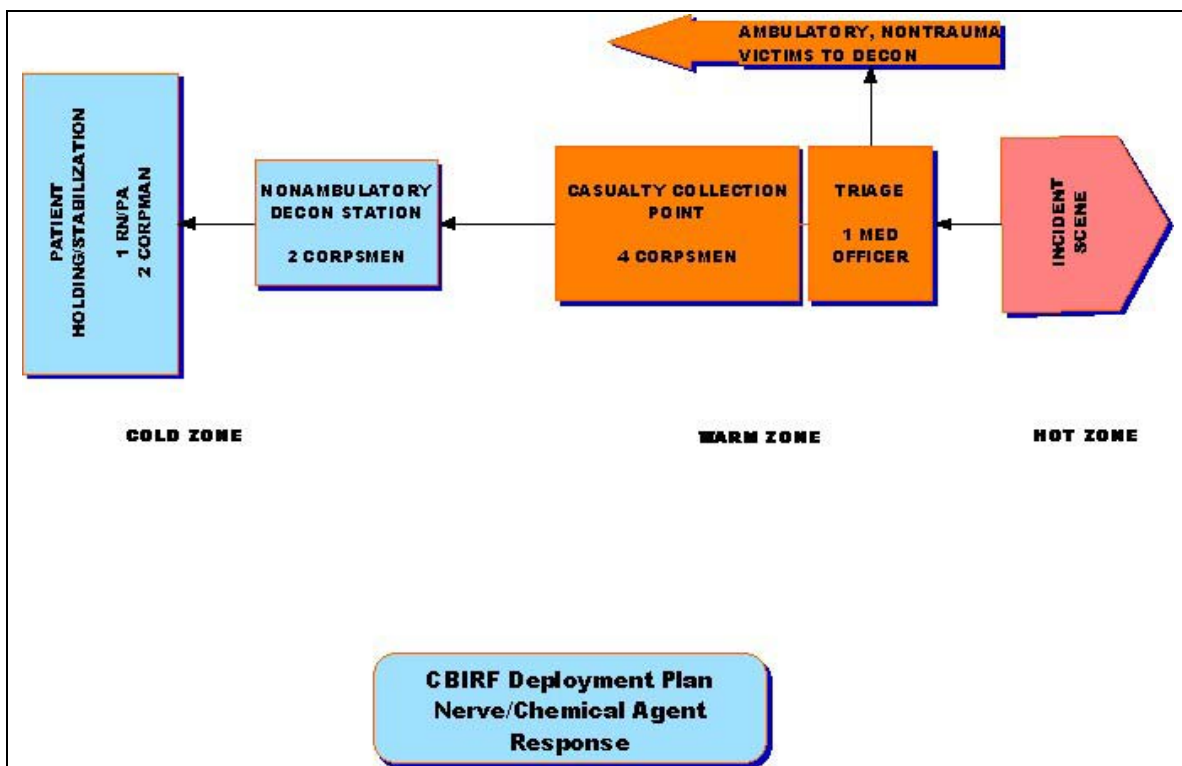 AMBULATORY, NONTRAUMA
VICTIMS TO DECON
PATIENT
HOLDING/STABILIZATION
1 RN/PA
2 CORPMAN
NONAMBULATORY
DECON STATION
2 CORPSMEN
CASUALTY COLLECTION
POINT
4 CORPSMEN
TRIAGE
1 MED
OFFICER
INCIDENT
SCENE
COLD ZONE
WARM ZONE
HOT ZONE
CBIRF Deployment Plan
Nerve/Chemical Agent
Response